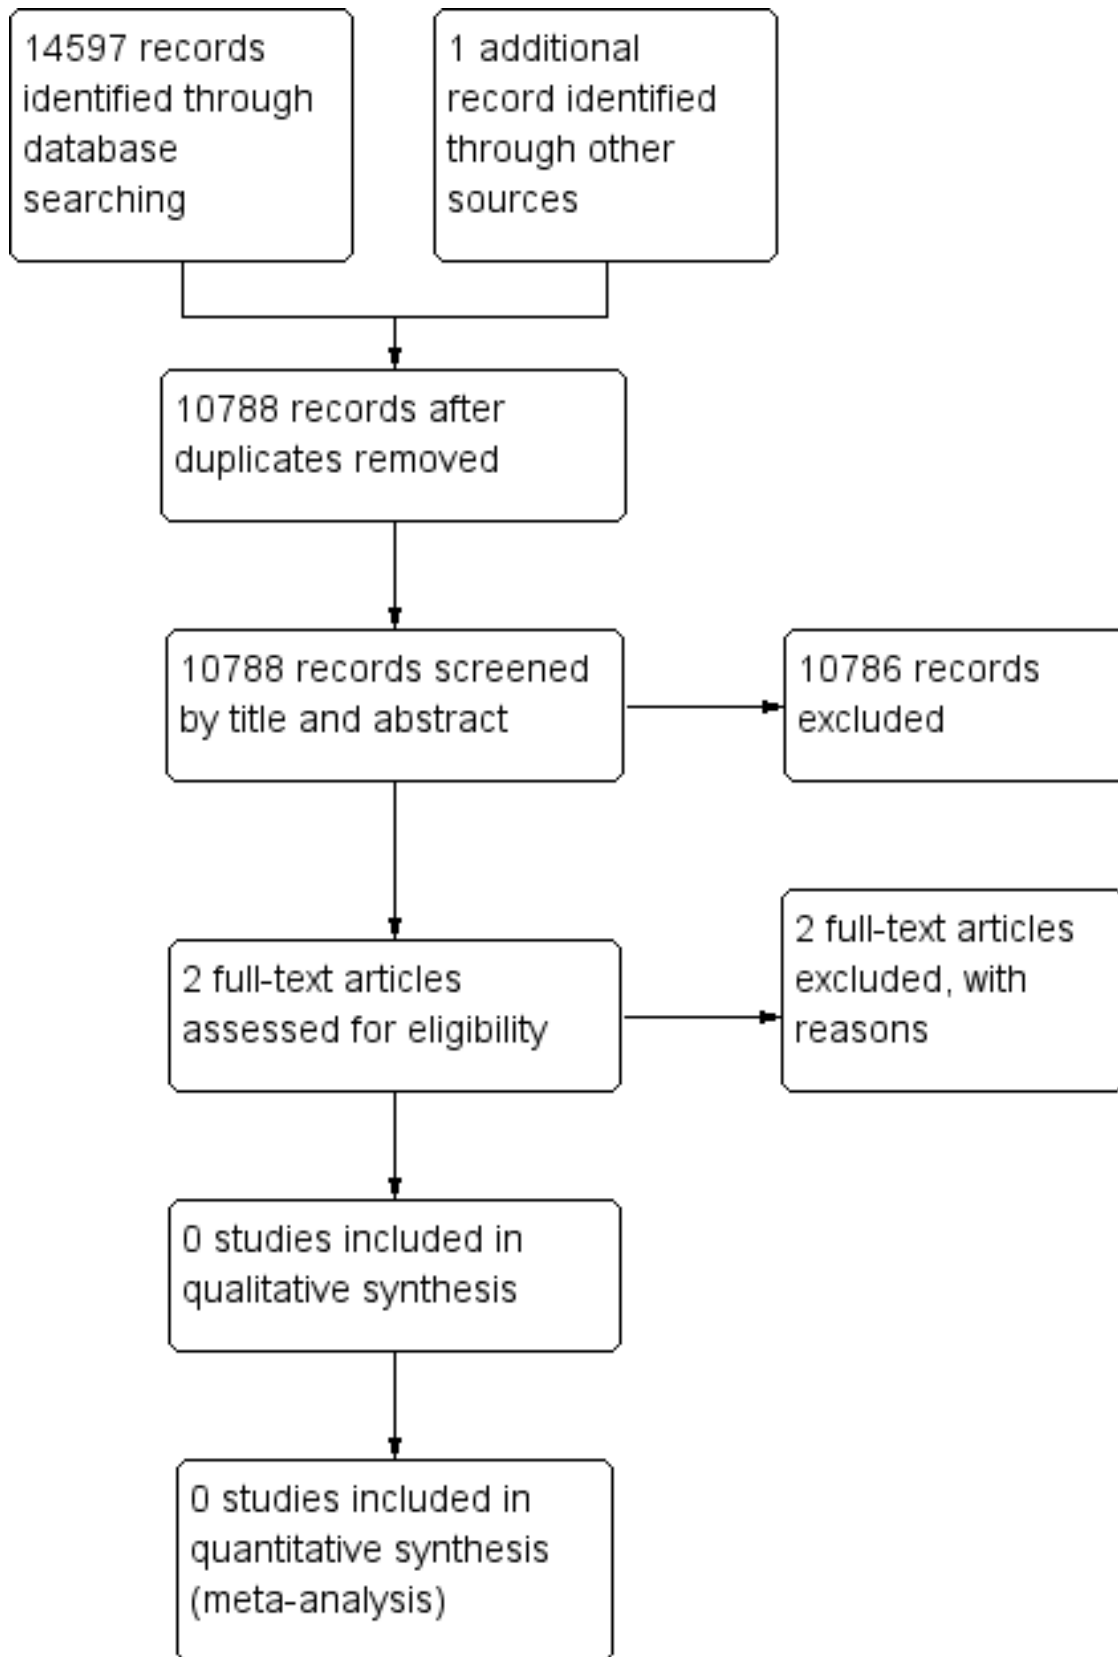 14597 records
identified through
database
searching
1 additional
record identified
through other
sources
10788 records after
duplicates removed
10788 records screened
by title and abstract
10786 records
excluded
2 full-text articles
assessed for eligibility
2 full-text articles
excluded, with
reasons
0 studies included in
qualitative synthesis
0 studies included in
quantitative synthesis
(meta-analysis)